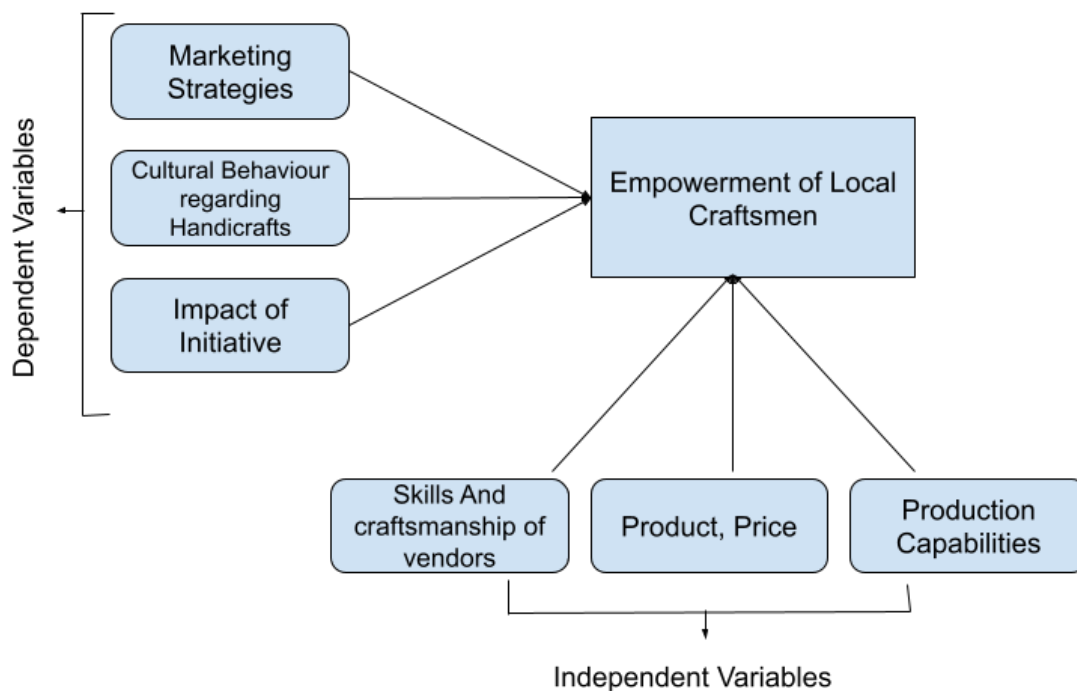 Dependent Variables
Marketing
Strategies
Cultural Behaviour
regarding
Handicrafts
Impact of
Initiative
Empowerment of Local
Craftsmen
Skills And
craftsmanship of
vendors
Product, Price
Production
Capabilities
Independent Variables